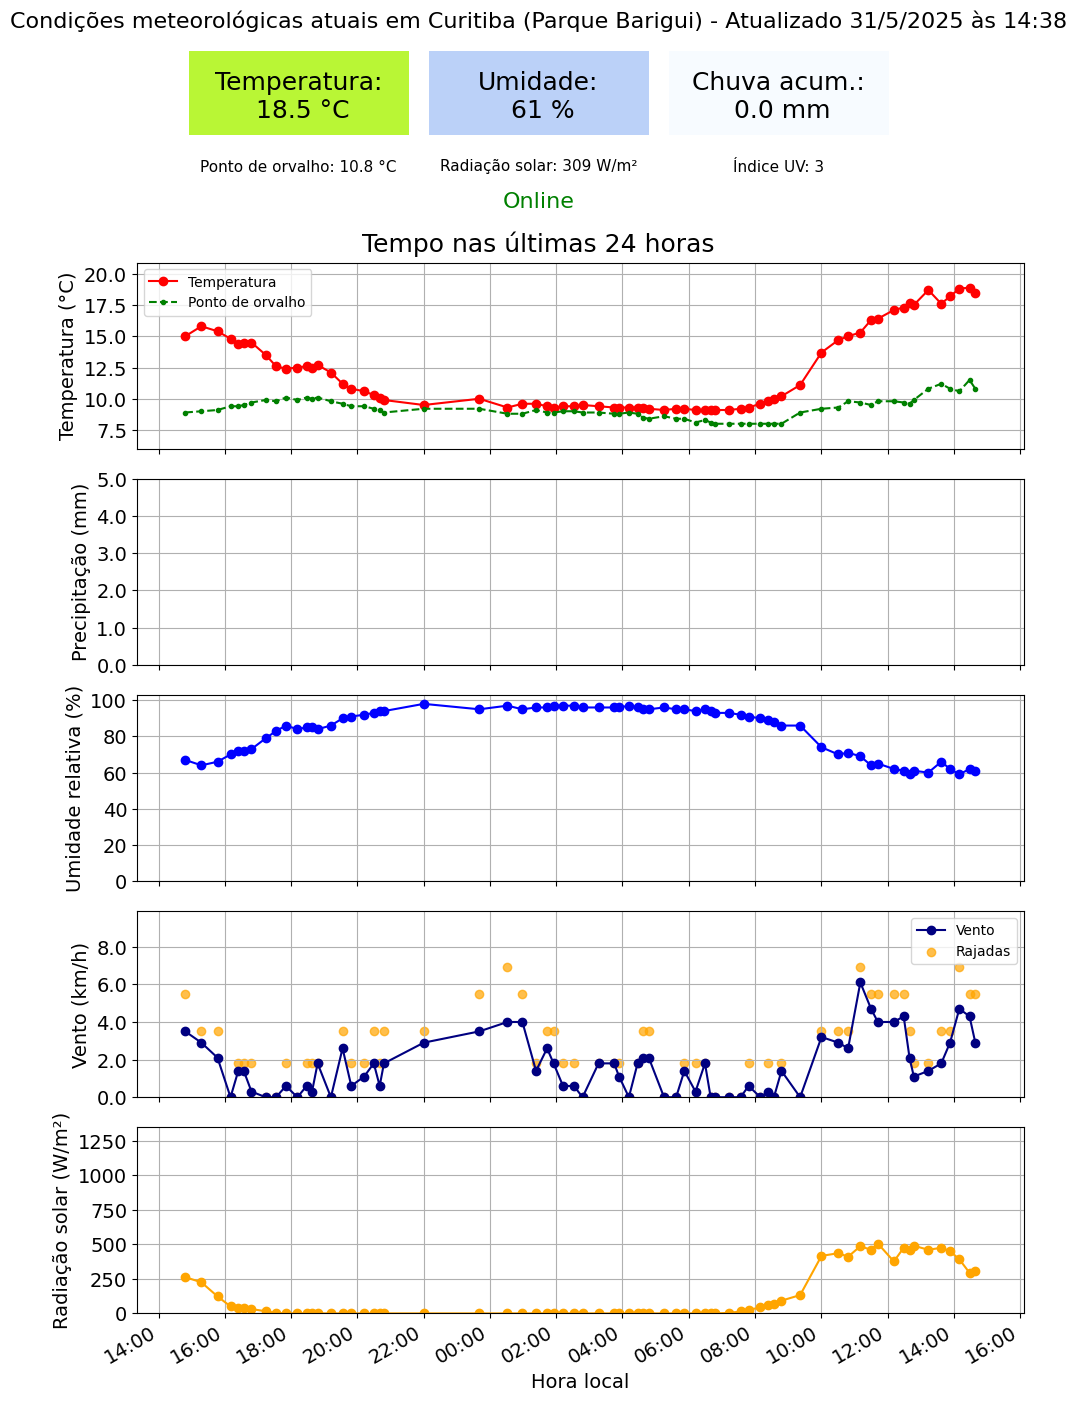 Condições meteorológicas atuais em Curitiba (Parque Barigui) - Atualizado 31/5/2025 às 14:38
Temperatura:
18.5 °C
Umidade:
61 %
Chuva acum.:
0.0 mm
Ponto de orvalho: 10.8 °C
Radiação solar: 309 W/m²
Índice UV: 3
Online
Tempo nas últimas 24 horas
Temperatura (°C)
20.0
17.5
15.0
12.5
10.0
7.5
Temperatura
Ponto de orvalho
Precipitação (mm)
5.0
4.0
3.0
2.0
1.0
0.0
Umidade relativa (%)
100
80
60
40
20
0
Vento (km/h)
8.0
6.0
4.0
2.0
0.0
Vento
Rajadas
Radiação solar (W/m²)
1250
1000
750
500
250
0
14:00
16:00
18:00
20:00
22:00
00:00
02:00
04:00
06:00
08:00
10:00
12:00
14:00
16:00
Hora local